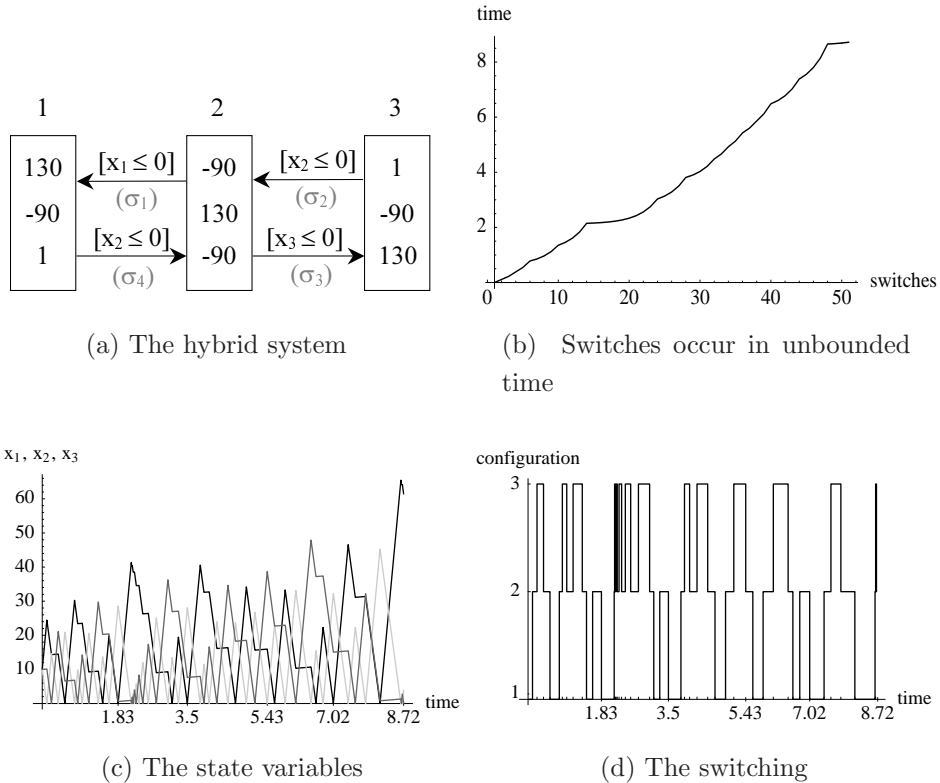 1 2 3
130 [x₁ ≤ 0] -90 [x₂ ≤ 0] 1
(σ₁) (σ₂)
-90 130 -90
1 [x₂ ≤ 0] -90 [x₃ ≤ 0] 130
(σ₄) (σ₃)
(a) The hybrid system
time
8
6
4
2
0 10 20 30 40 50
switches
(b) Switches occur in unbounded
time
x₁, x₂, x₃
60
50
40
30
20
10
1.83 3.5 5.43 7.02 8.72
time
(c) The state variables
configuration
3
2
1
1.83 3.5 5.43 7.02 8.72
time
(d) The switching